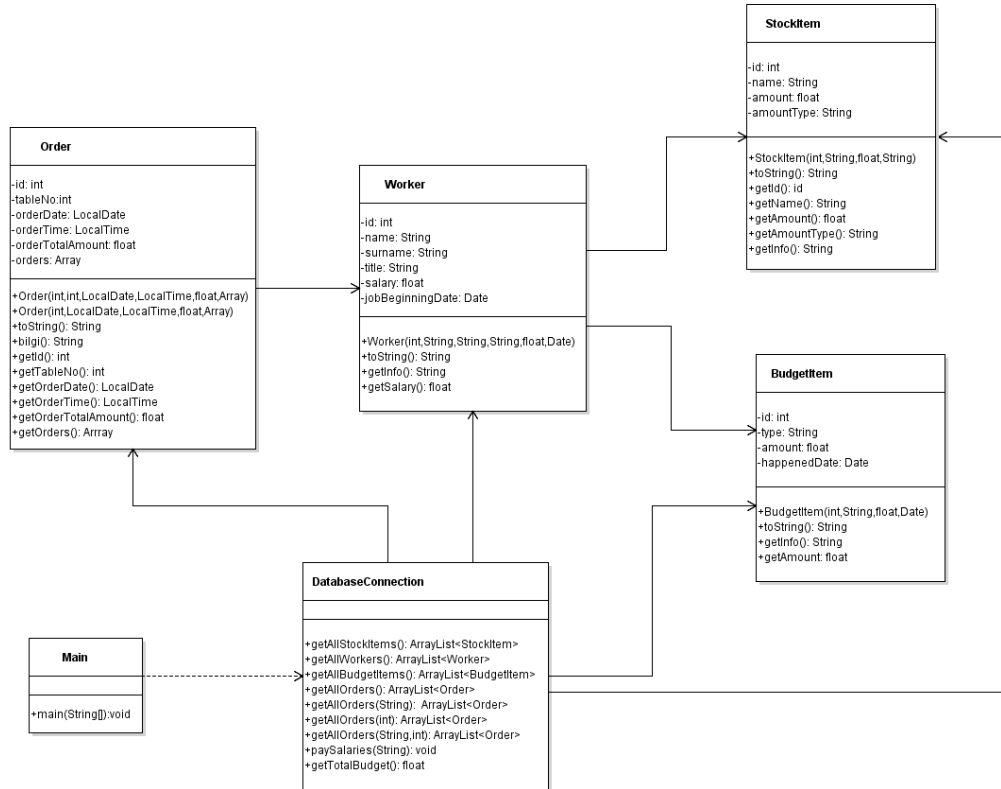 StockItem
-id: int
-name: String
-amount: float
-amountType: String
+StockItem(int,String,float,String)
+toString(): String
+getId(): id
+getName(): String
+getAmount(): float
+getAmountType(): String
+getInfo(): String
Order
-id: int
-tableNo:int
-orderDate: LocalDate
-orderTime: LocalTime
-orderTotalAmount: float
-orders: Array
+Order(int,int,LocalDate,LocalTime,float,Array)
+Order(int,LocalDate,LocalTime,float,Array)
+toString(): String
+bilgi(): String
+getId(): int
+getTableNo(): int
+getOrderDate(): LocalDate
+getOrderTime(): LocalTime
+getOrderTotalAmount(): float
+getOrders(): Arrray
Worker
-id: int
-name: String
-surname: String
-title: String
-salary: float
-jobBeginningDate: Date
+Worker(int,String,String,String,float,Date)
+toString(): String
+getInfo(): String
+getSalary(): float
BudgetItem
-id: int
-type: String
-amount: float
-happenedDate: Date
+BudgetItem(int,String,float,Date)
+toString(): String
+getInfo(): String
+getAmount: float
DatabaseConnection
+getAllStockItems(): ArrayList<StockItem>
+getAllWorkers(): ArrayList<Worker>
+getAllBudgetItems(): ArrayList<BudgetItem>
+getAllOrders(): ArrayList<Order>
+getAllOrders(String): ArrayList<Order>
+getAllOrders(int): ArrayList<Order>
+getAllOrders(String,int): ArrayList<Order>
+paySalaries(String): void
+getTotalBudget(): float
Main
+main(String[]):void